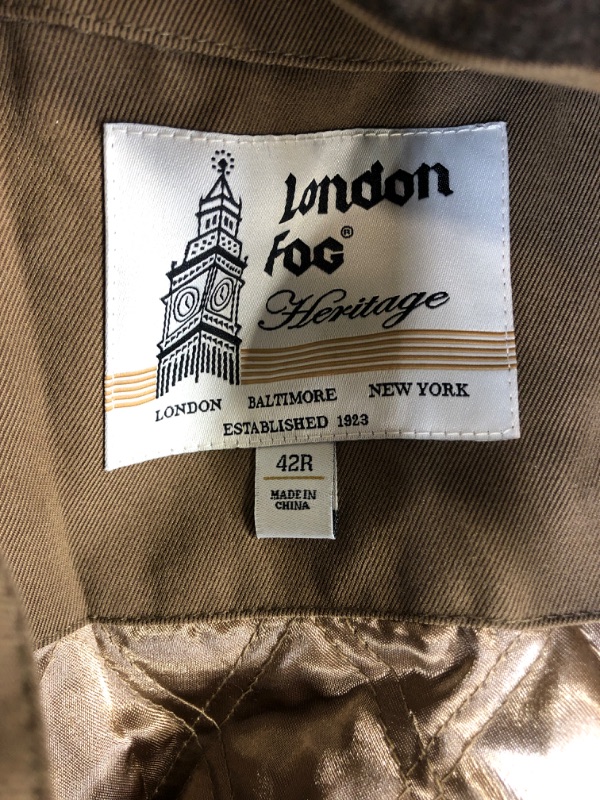 London
Fog®
Heritage
LONDON BALTIMORE NEW YORK
ESTABLISHED 1923
42R
MADE IN
CHINA